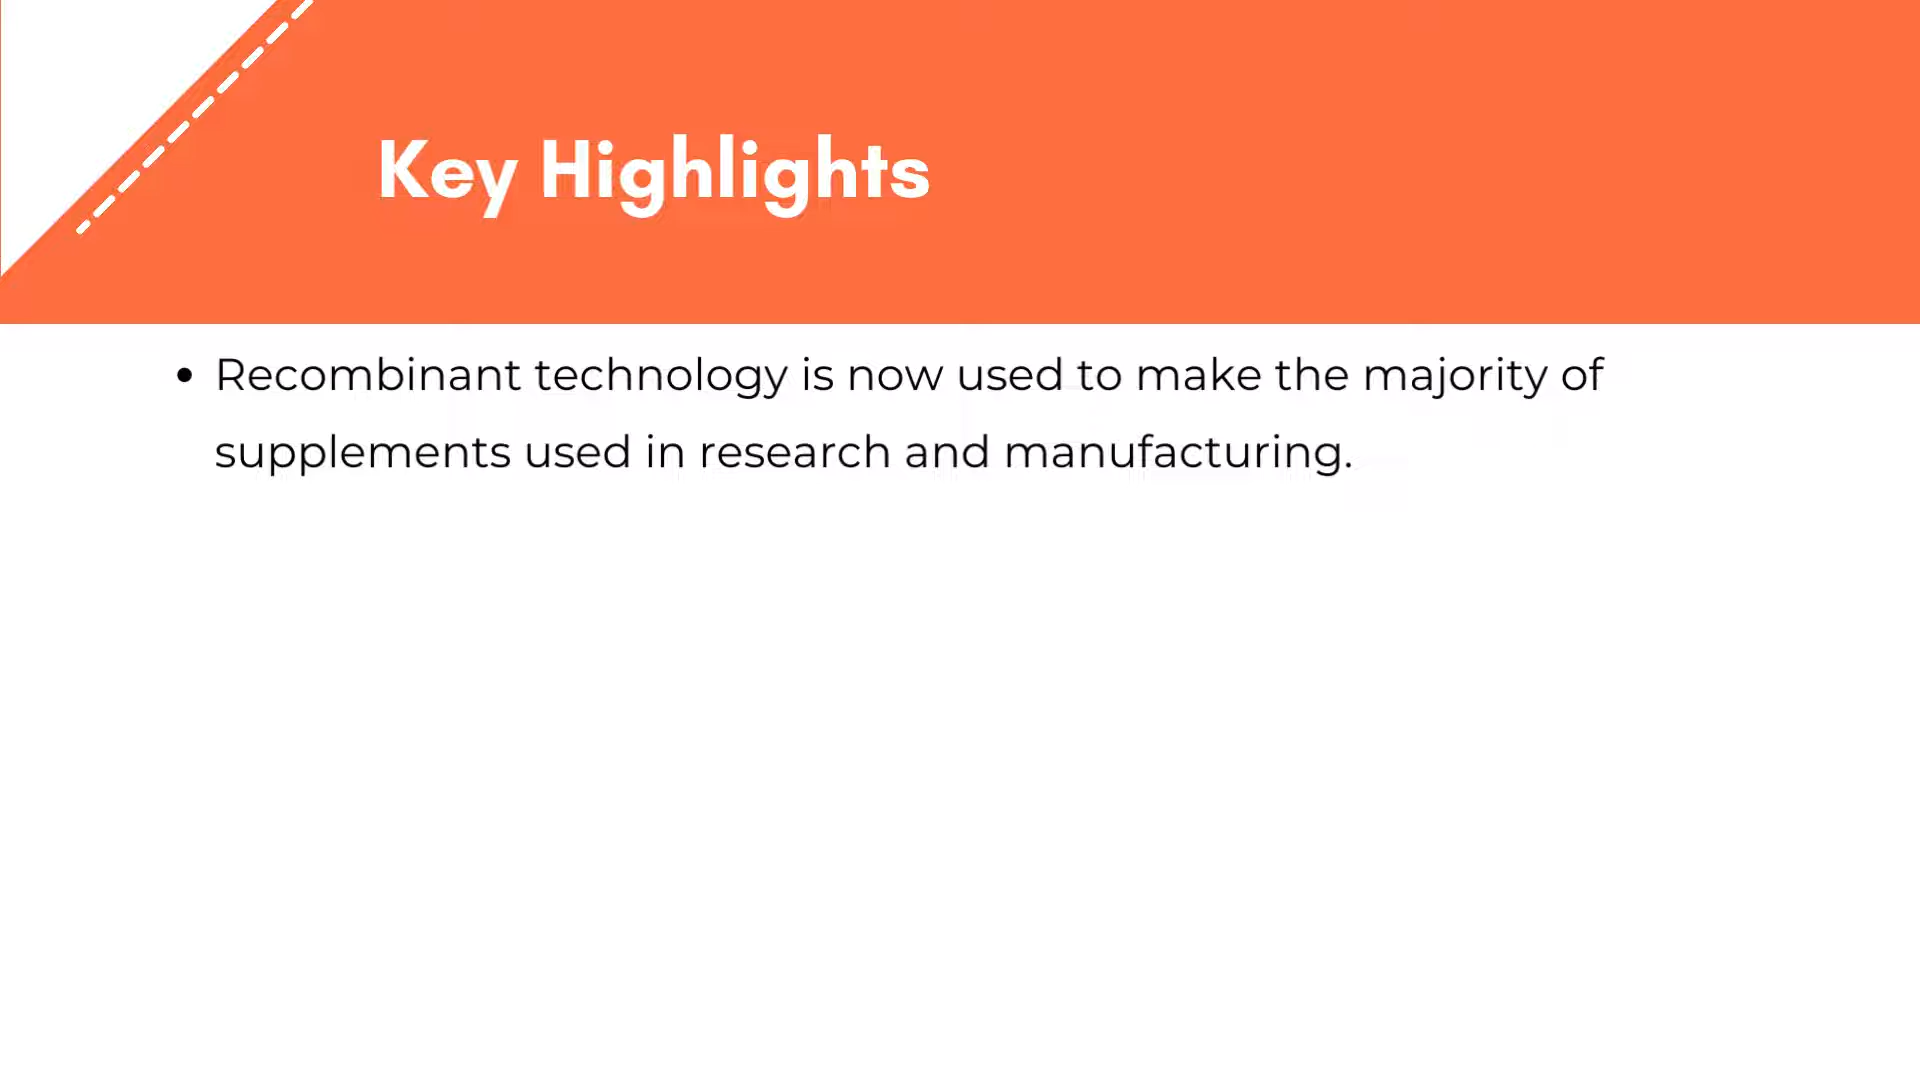 Key Highlights
• Recombinant technology is now used to make the majority of
supplements used in research and manufacturing.